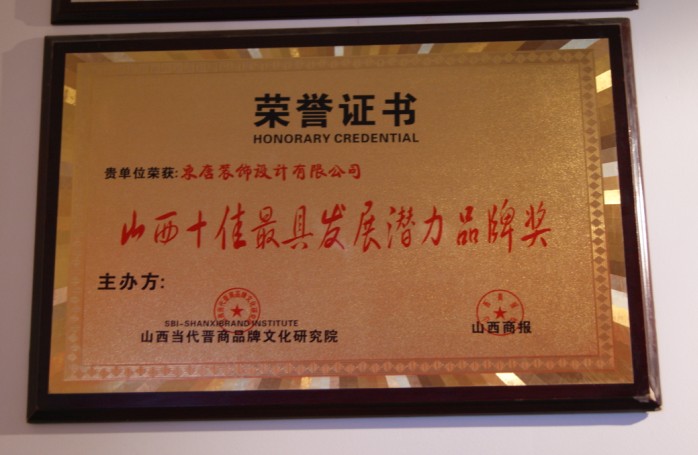 荣誉证书
HONORARY CREDENTIAL
贵单位荣获:
装饰设计有限公司
山西十佳最具发展潜力品牌奖
主办方:
SBI-SHANXIBRAND INSTITUTE
山西当代晋商品牌文化研究院
山西商报